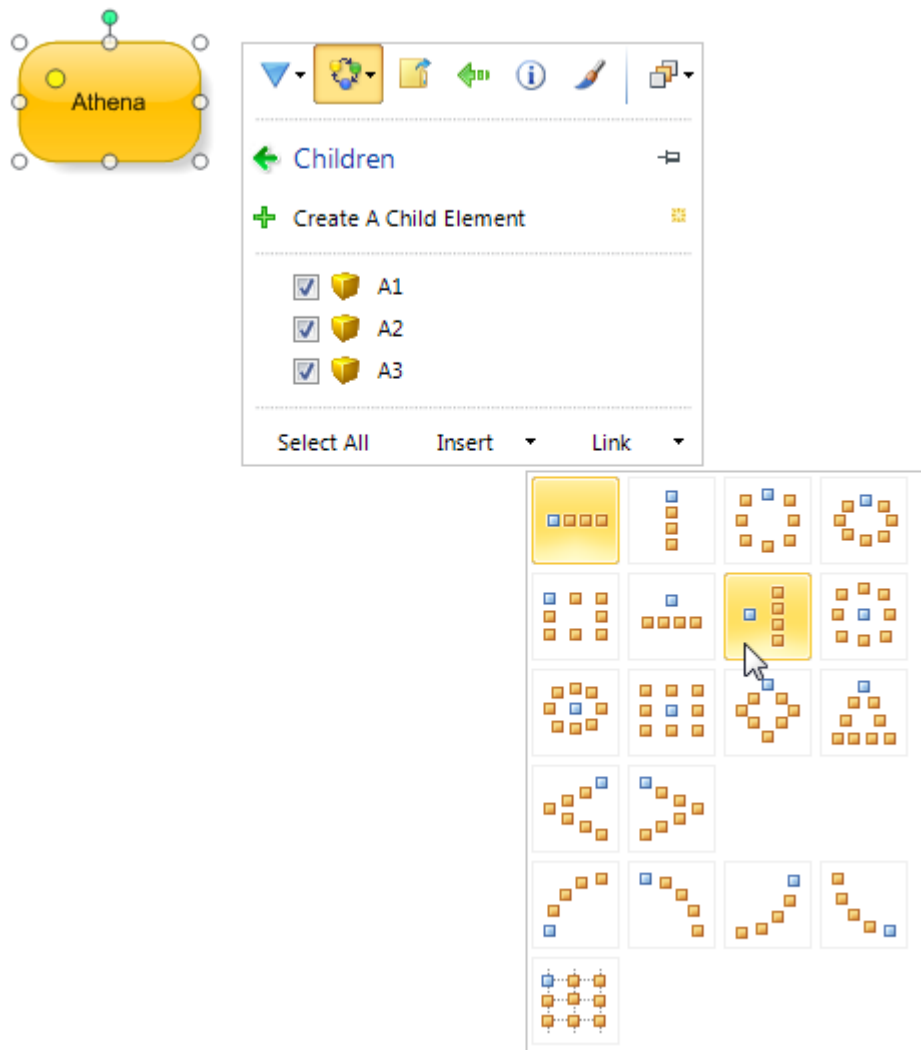 Athena
Children
Create A Child Element
A1
A2
A3
Select All Insert Link